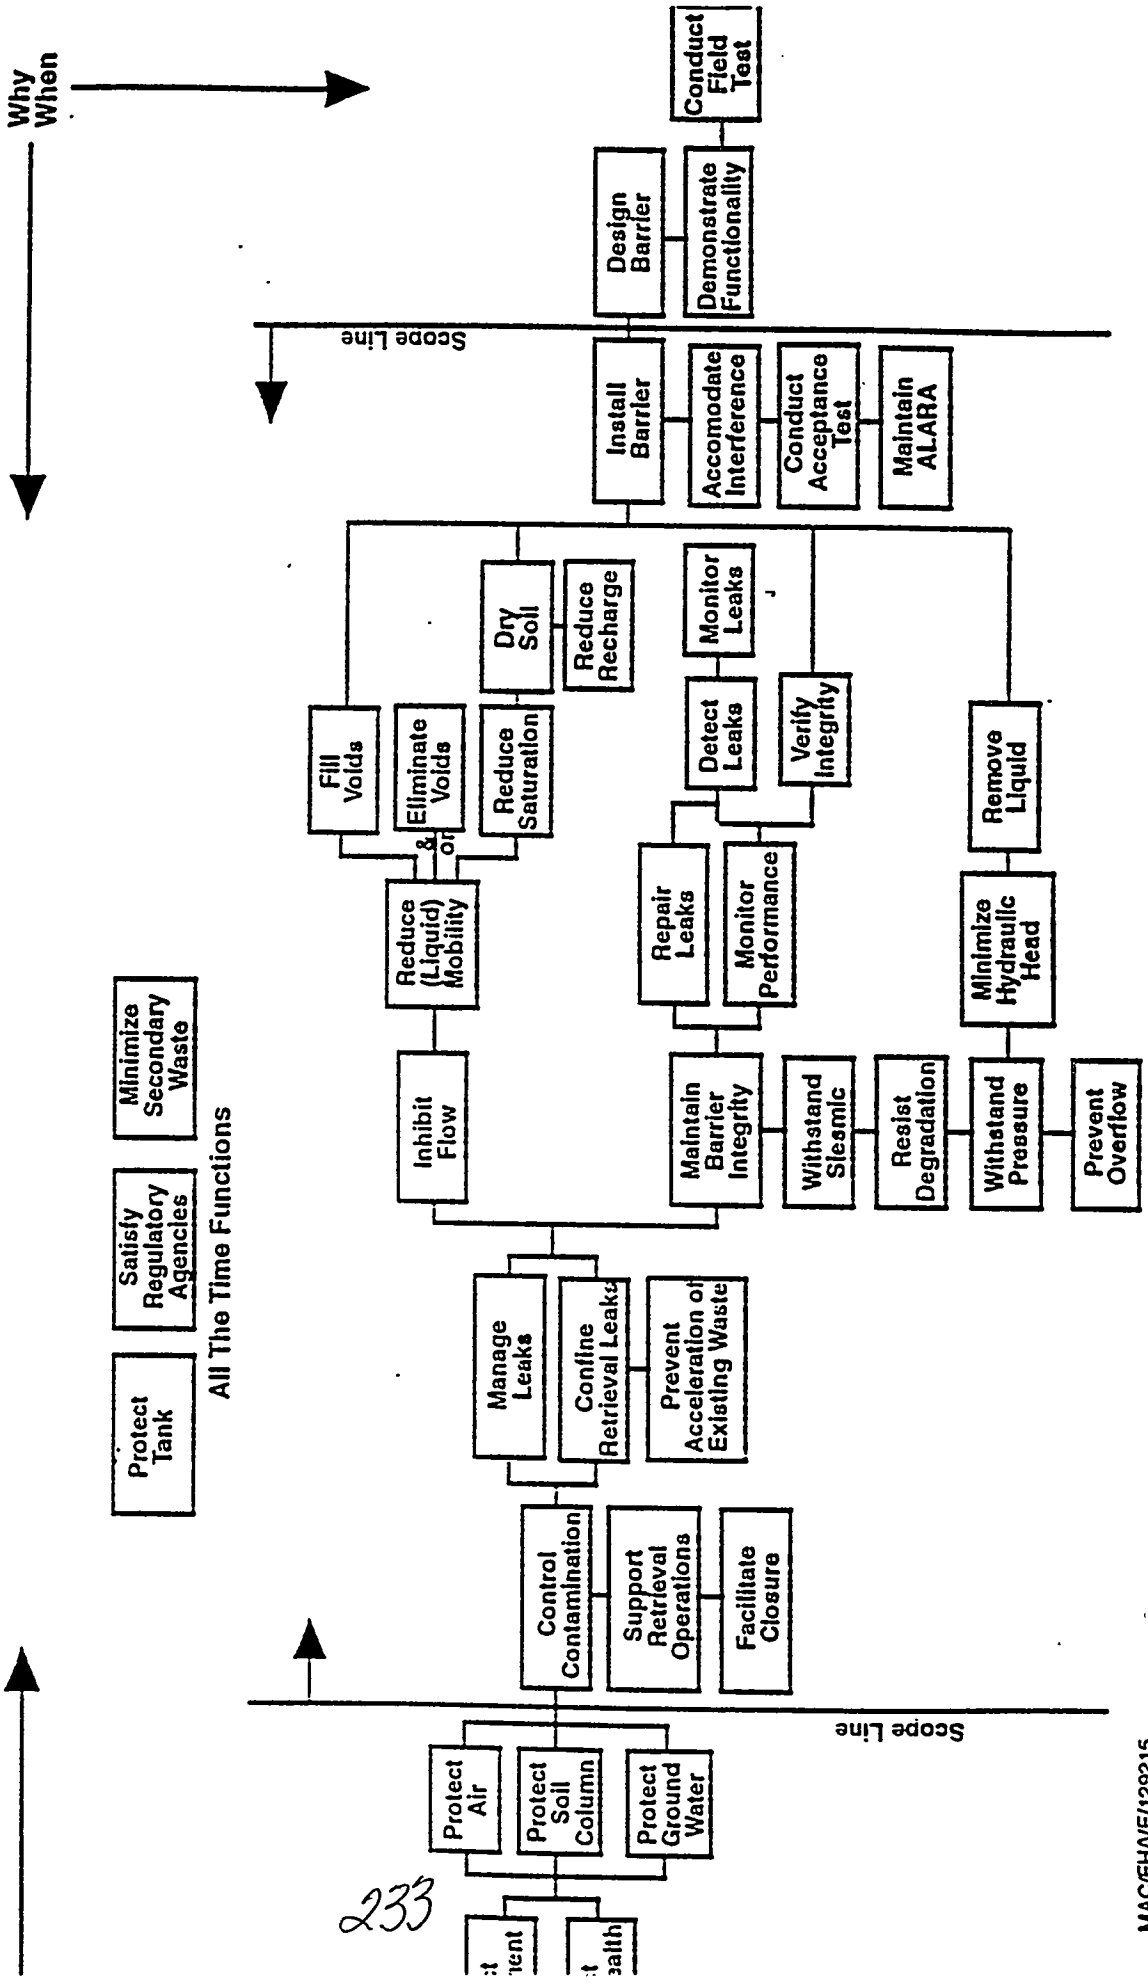 Why
When
Protect
Tank
Satisfy
Regulatory
Agencies
Minimize
Secondary
Waste
All The Time Functions
233
Protect
Air
Protect
Soil
Column
Protect
Ground
Water
Scope Line
Control
Contamination
Support
Retrieval
Operations
Facilitate
Closure
Manage
Leaks
Confine
Retrieval Leaks
Prevent
Acceleration of
Existing Waste
Inhibit
Flow
Maintain
Barrier
Integrity
Withstand
Siesmic
Resist
Degradation
Withstand
Pressure
Prevent
Overflow
Reduce
(Liquid)
Mobility
&
or
Repair
Leaks
Monitor
Performance
Minimize
Hydraulic
Head
Fill
Voids
Eliminate
Voids
Reduce
Saturation
Detect
Leaks
Verify
Integrity
Remove
Liquid
Dry
Soil
Reduce
Recharge
Monitor
Leaks
Install
Barrier
Accomodate
Interference
Conduct
Acceptance
Test
Maintain
ALARA
Scope Line
Design
Barrier
Demonstrate
Functionality
Conduct
Field
Test